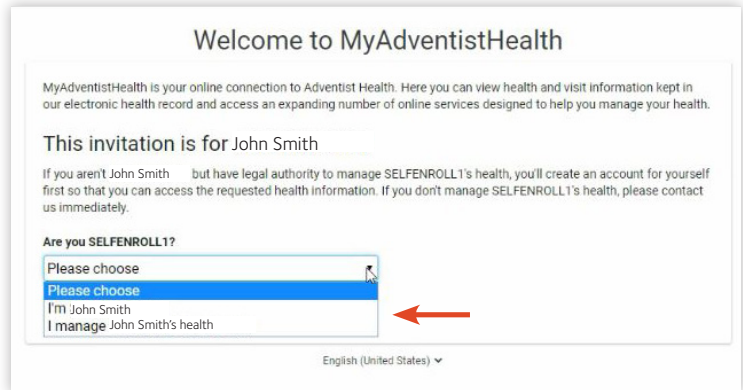 Welcome to MyAdventistHealth
MyAdventistHealth is your online connection to Adventist Health. Here you can view health and visit information kept in
our electronic health record and access an expanding number of online services designed to help you manage your health.
This invitation is for John Smith
If you aren't John Smith but have legal authority to manage SELFENROLL1's health, you'll create an account for yourself
first so that you can access the requested health information. If you don't manage SELFENROLL1's health, please contact
us immediately.
Are you SELFENROLL1?
Please choose
Please choose
I'm John Smith
I manage John Smith's health
English (United States)